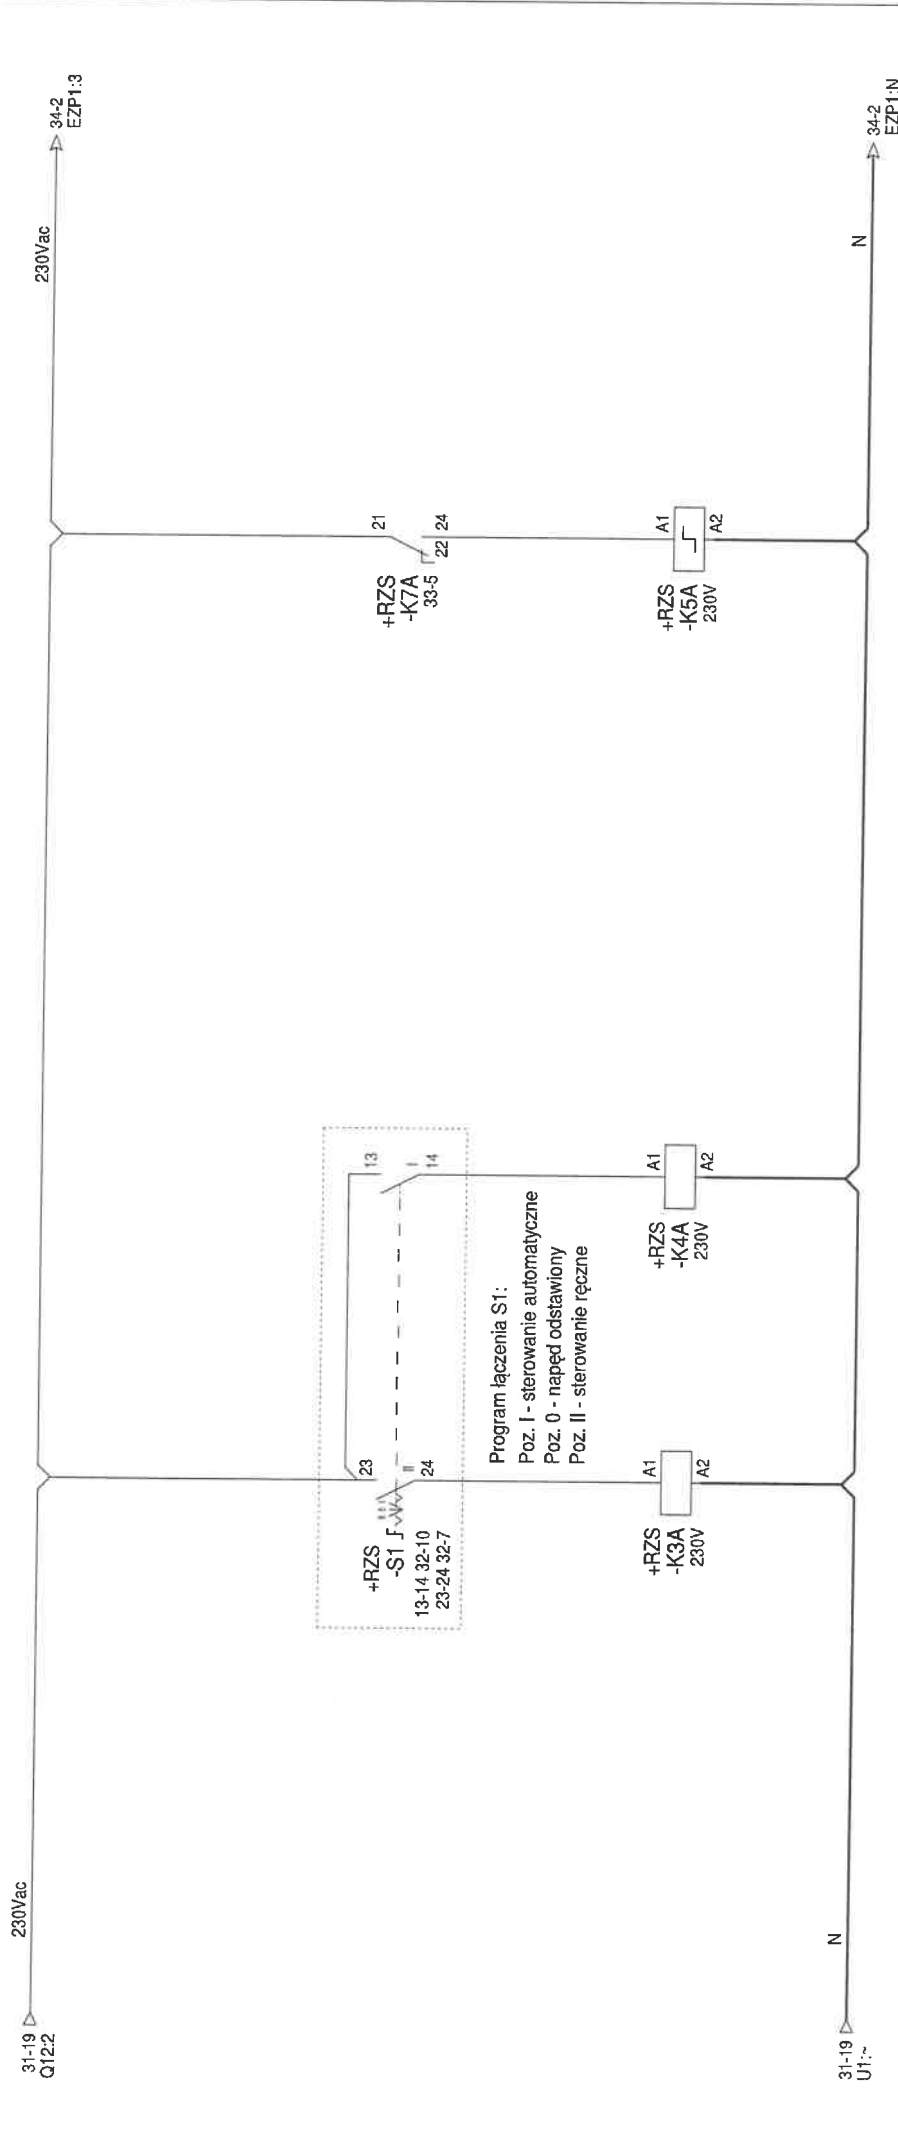 31-19
Q12:2
230Vac
230Vac
34-2
EZP1:3
+RZS
-S1
13-14 32-10
23-24 32-7
23
II
24
13
I
14
+RZS
-K7A
33-5
21
22
24
Program łączenia S1:
Poz. I - sterowanie automatyczne
Poz. 0 - napęd odstawiony
Poz. II - sterowanie ręczne
+RZS
-K3A
230V
A1
A2
+RZS
-K4A
230V
A1
A2
+RZS
-K5A
230V
A1
A2
31-19
U1:~
N
N
34-2
EZP1:N